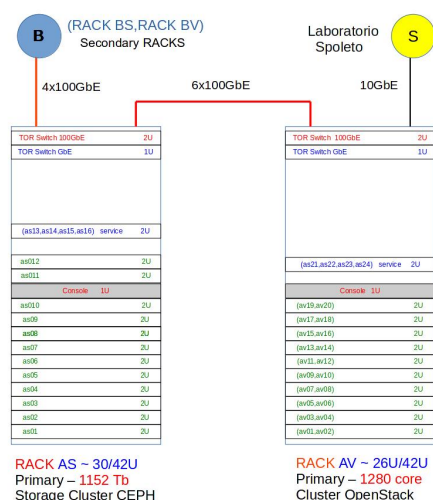 B
(RACK BS,RACK BV)
Secondary RACKS
Laboratorio
Spoleto
S
4x100GbE
6x100GbE
10GbE
TOR Switch 100GbE 2U
TOR Switch GbE 1U
(as13,as14,as15,as16) service 2U
as012 2U
as011 2U
Console 1U
as010 2U
as09 2U
as08 2U
as07 2U
as06 2U
as05 2U
as04 2U
as03 2U
as02 2U
as01 2U
RACK AS ~ 30/42U
Primary – 1152 Tb
Storage Cluster CEPH
TOR Switch 100GbE 2U
TOR Switch GbE 1U
(as21,as22,as23,as24) service 2U
Console 1U
(av19,av20) 2U
(av17,av18) 2U
(av15,av16) 2U
(av13,av14) 2U
(av11,av12) 2U
(av09,av10) 2U
(av07,av08) 2U
(av05,av06) 2U
(av03,av04) 2U
(av01,av02) 2U
RACK AV ~ 26U/42U
Primary – 1280 core
Cluster OpenStack